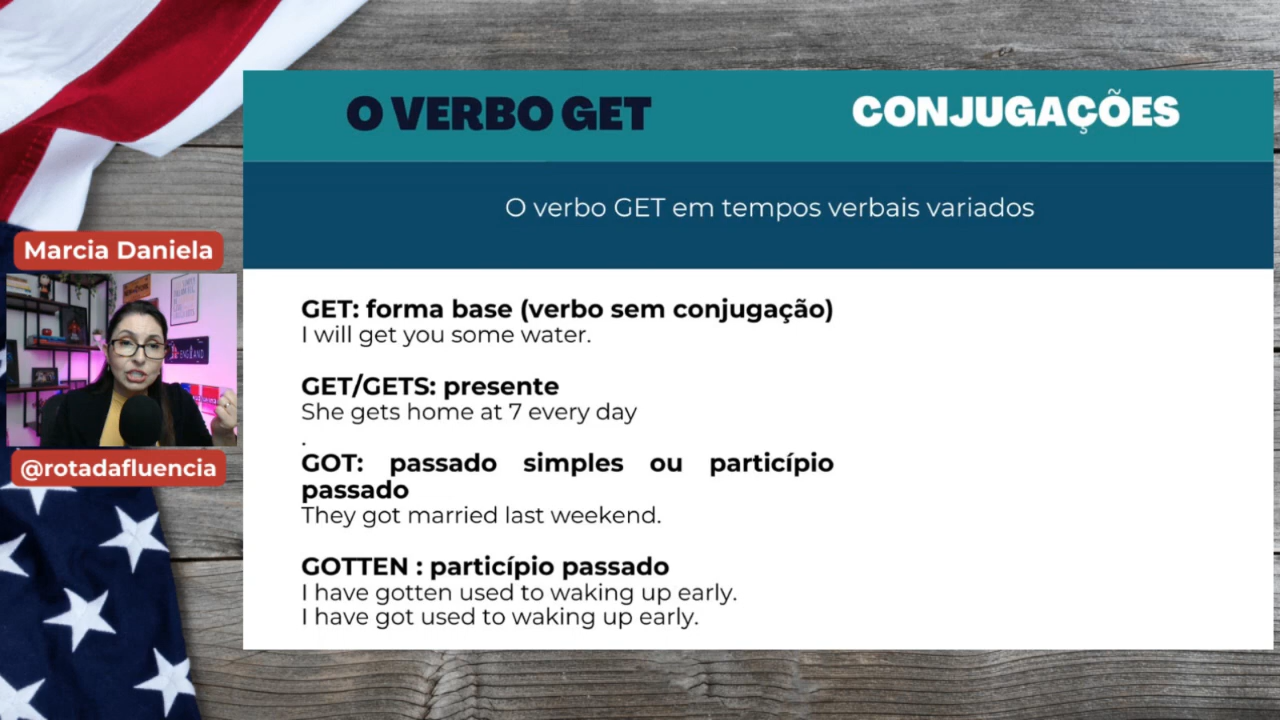 O VERBO GET
CONJUGAÇÕES
O verbo GET em tempos verbais variados
Marcia Daniela
@rotadafluencia
GET: forma base (verbo sem conjugação)
I will get you some water.
GET/GETS: presente
She gets home at 7 every day
.
GOT: passado simples ou particípio
passado
They got married last weekend.
GOTTEN : particípio passado
I have gotten used to waking up early.
I have got used to waking up early.